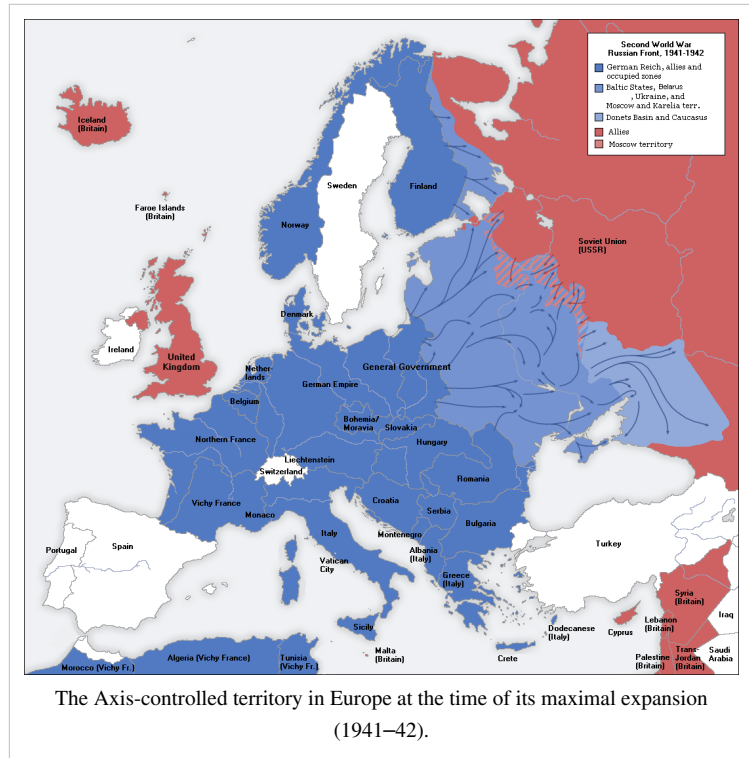 Second World War
Russian Front, 1941-1942
German Reich, allies and
occupied zones
Baltic States, Belarus
, Ukraine, and
Moscow and Karelia terr.
Donets Basin and Caucasus
Allies
Moscow territory
Iceland
(Britain)
Faroe Islands
(Britain)
Sweden
Finland
Norway
Soviet Union
(USSR)
Denmark
Ireland
United
Kingdom
Nether-
lands
General Government
German Empire
Belgium
Bohemia/
Moravia
Slovakia
Northern France
Hungary
Liechtenstein
Switzerland
Romania
Vichy France
Croatia
Monaco
Serbia
Bulgaria
Portugal
Spain
Italy
Montenegro
Turkey
Albania
(Italy)
Vatican
City
Greece
(Italy)
Syria
(Britain)
Dodecanese
(Italy)
Cyprus
Lebanon
(Britain)
Iraq
Sicily
Malta
(Britain)
Crete
Palestine
(Britain)
Trans-
Jordan
(Britain)
Saudi
Arabia
Morocco (Vichy Fr.)
Algeria (Vichy France)
Tunisia
(Vichy Fr.)
The Axis-controlled territory in Europe at the time of its maximal expansion
(1941–42).